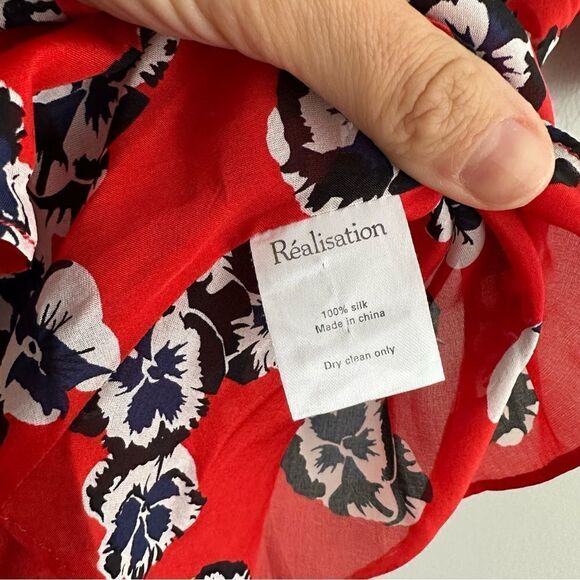 Réalisation
100% silk
Made in china
Dry clean only